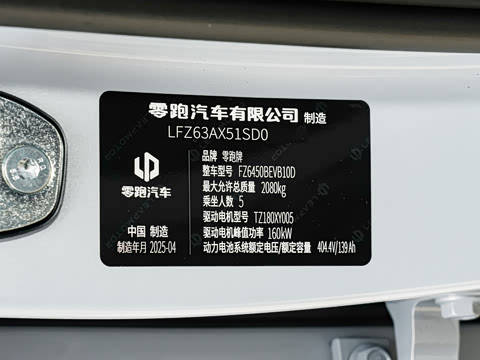 零跑汽车有限公司 制造
LFZ63AX51SD0
品牌 零跑牌
整车型号 FZ6450BEVB10D
最大允许总质量 2080kg
乘坐人数 5
驱动电机型号 TZ180XY005
驱动电机峰值功率 160kW
动力电池系统额定电压/额定容量 404.4V/139Ah
零跑汽车
中国 制造
制造年月 2025-04